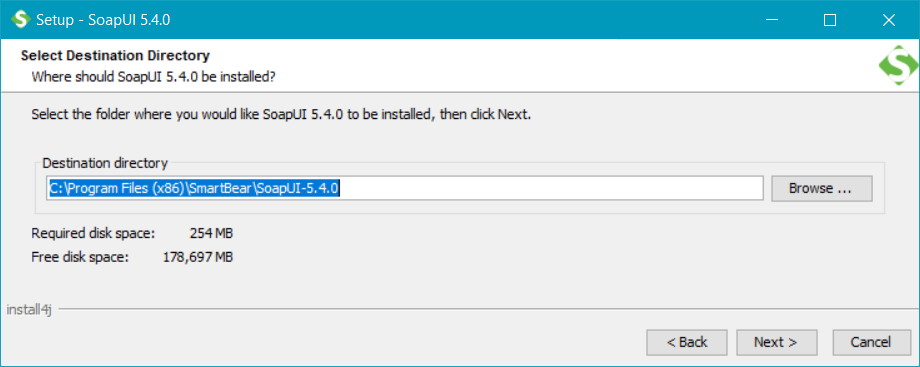 Setup - SoapUI 5.4.0
Select Destination Directory
Where should SoapUI 5.4.0 be installed?
Select the folder where you would like SoapUI 5.4.0 to be installed, then click Next.
Destination directory
C:\Program Files (x86)\SmartBear\SoapUI-5.4.0
Browse ...
Required disk space: 254 MB
Free disk space: 178,697 MB
install4j
< Back Next > Cancel